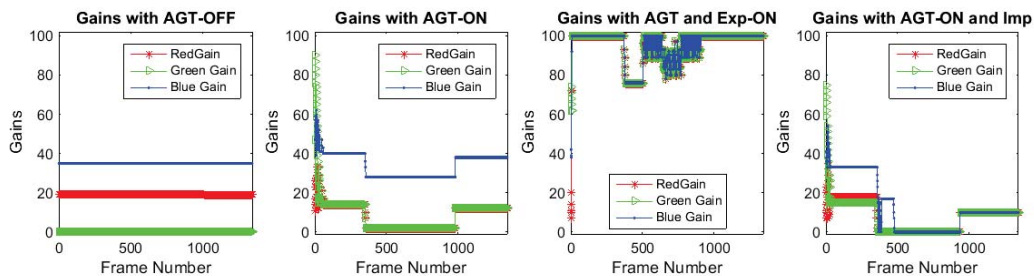 Gains with AGT-OFF
100
80
60
40
20
0
Gains
RedGain
Green Gain
Blue Gain
0
500
1000
Frame Number
Gains with AGT-ON
100
80
60
40
20
0
Gains
RedGain
Green Gain
Blue Gain
0
500
1000
Frame Number
Gains with AGT and Exp-ON
100
80
60
40
20
0
Gains
RedGain
Green Gain
Blue Gain
0
500
1000
Frame Number
Gains with AGT-ON and Imp
100
80
60
40
20
0
Gains
RedGain
Green Gain
Blue Gain
0
500
1000
Frame Number